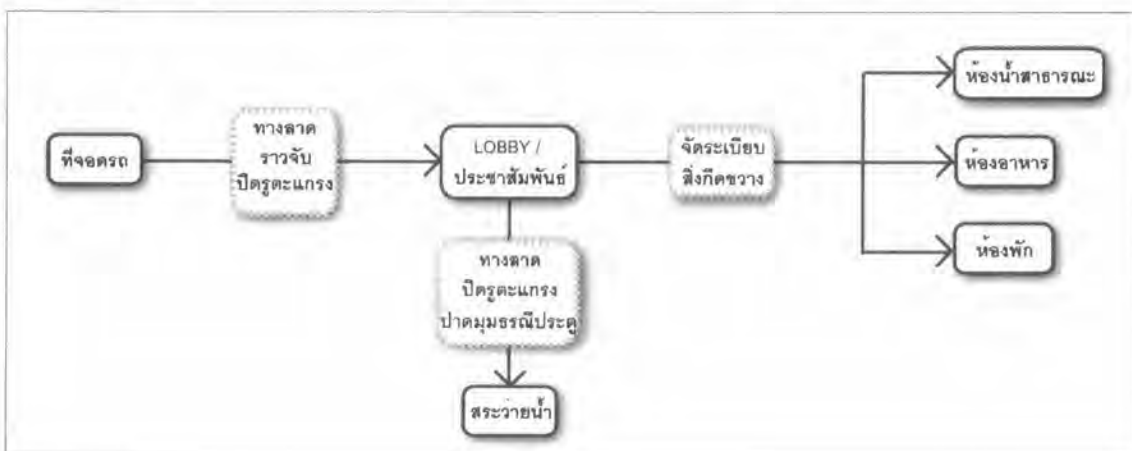 ที่จอดรถ
ทางลาด
ราวจับ
ปิดรูตะแกรง
LOBBY /
ประชาสัมพันธ์
จัดระเบียบ
สิ่งกีดขวาง
ห้องน้ำสาธารณะ
ห้องอาหาร
ห้องพัก
ทางลาด
ปิดรูตะแกรง
ปาดมุมธรณีประตู
สระว่ายน้ำ